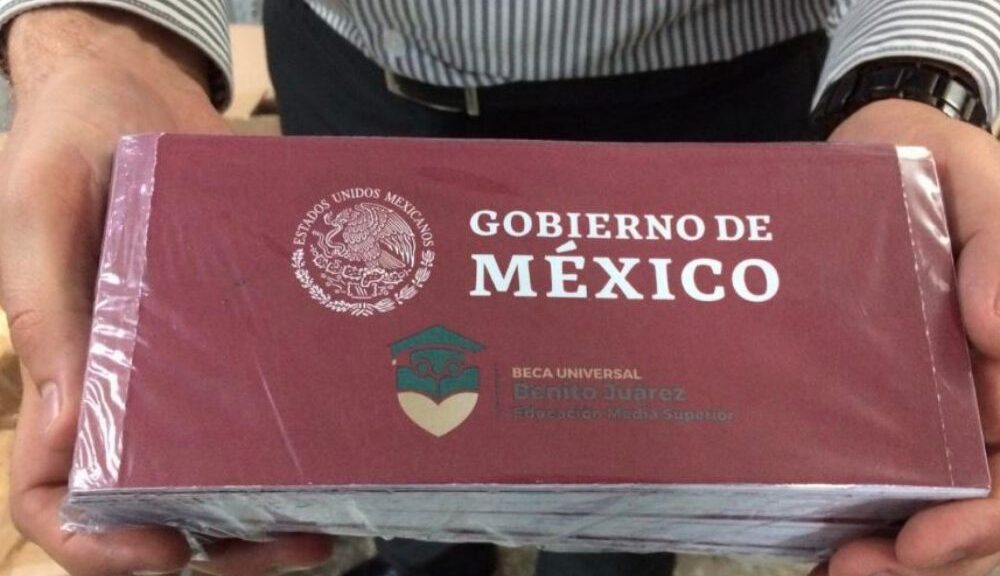 ESTADOS UNIDOS MEXICANOS
GOBIERNO DE
MÉXICO
BECA UNIVERSAL
Benito Juárez
Educación Media Superior